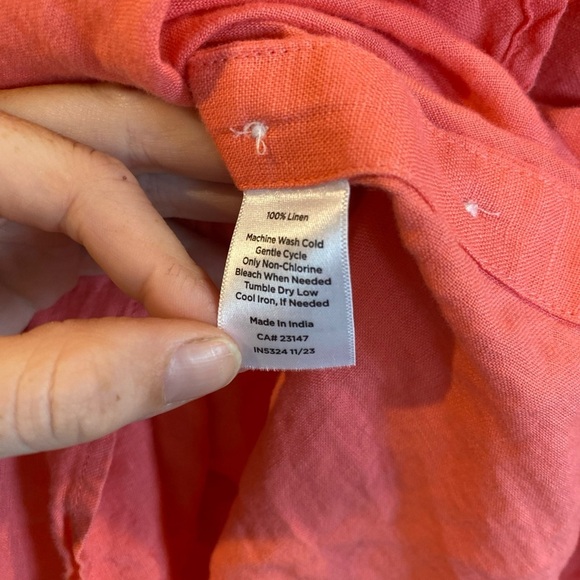 100% Linen
Machine Wash Cold
Gentle Cycle
Only Non-Chlorine
Bleach When Needed
Tumble Dry Low
Cool Iron, If Needed
Made In India
CA# 23147
IN5324 11/23